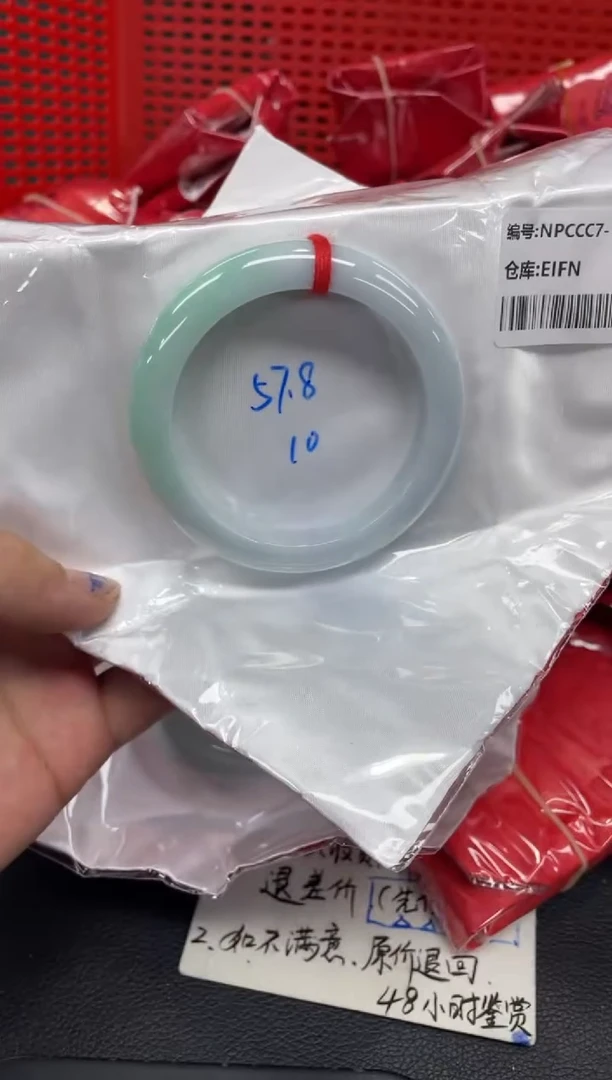 编号:NPCCC7-
仓库:EIFN
57.8
10
退差价
2、如不满意、原价退回
48小时鉴赏